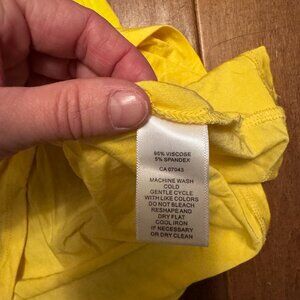 95% VISCOSE
5% SPANDEX
CA 07043
MACHINE WASH
COLD
GENTLE CYCLE
WITH LIKE COLORS
DO NOT BLEACH
RESHAPE AND
DRY FLAT
COOL IRON
IF NECESSARY
OR DRY CLEAN